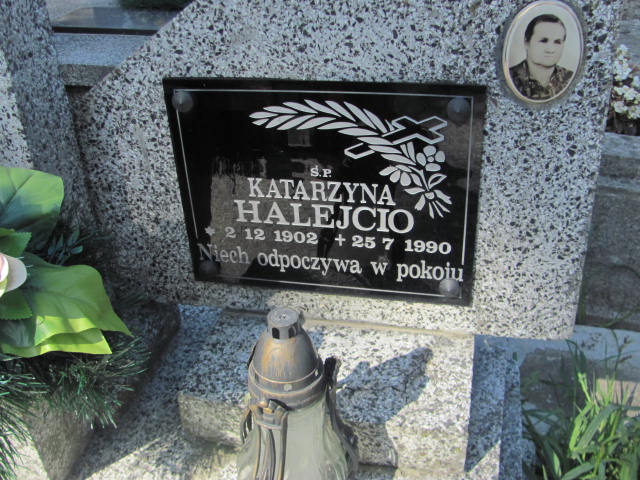 Ś.P.
KATARZYNA
HALEJCIO
* 2 12 1902 + 25 7 1990
Niech odpoczywa w pokoju